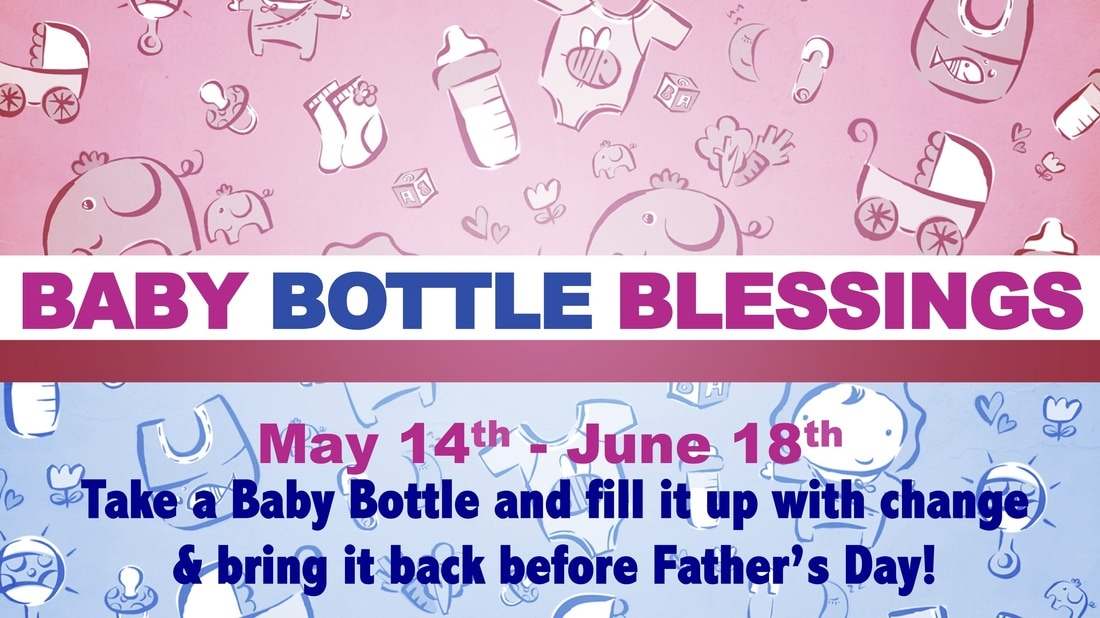 BABY BOTTLE BLESSINGS
May 14th - June 18th
Take a Baby Bottle and fill it up with change
& bring it back before Father's Day!